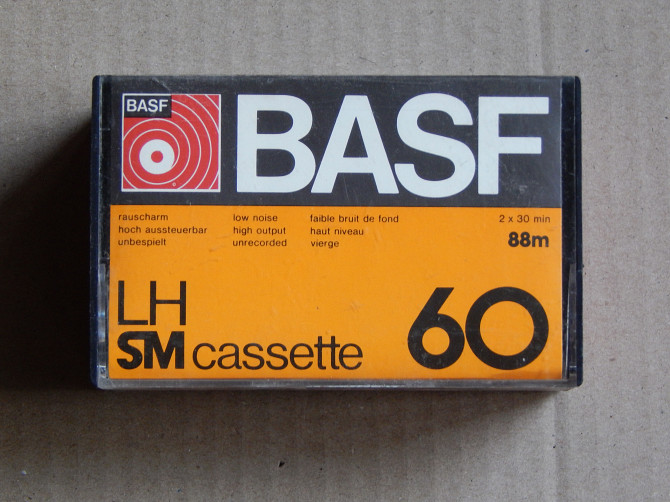 BASF
BASF
rauscharm
hoch aussteuerbar
unbespielt
low noise
high output
unrecorded
faible bruit de fond
haut niveau
vierge
2 x 30 min
88m
LH
SM cassette
60